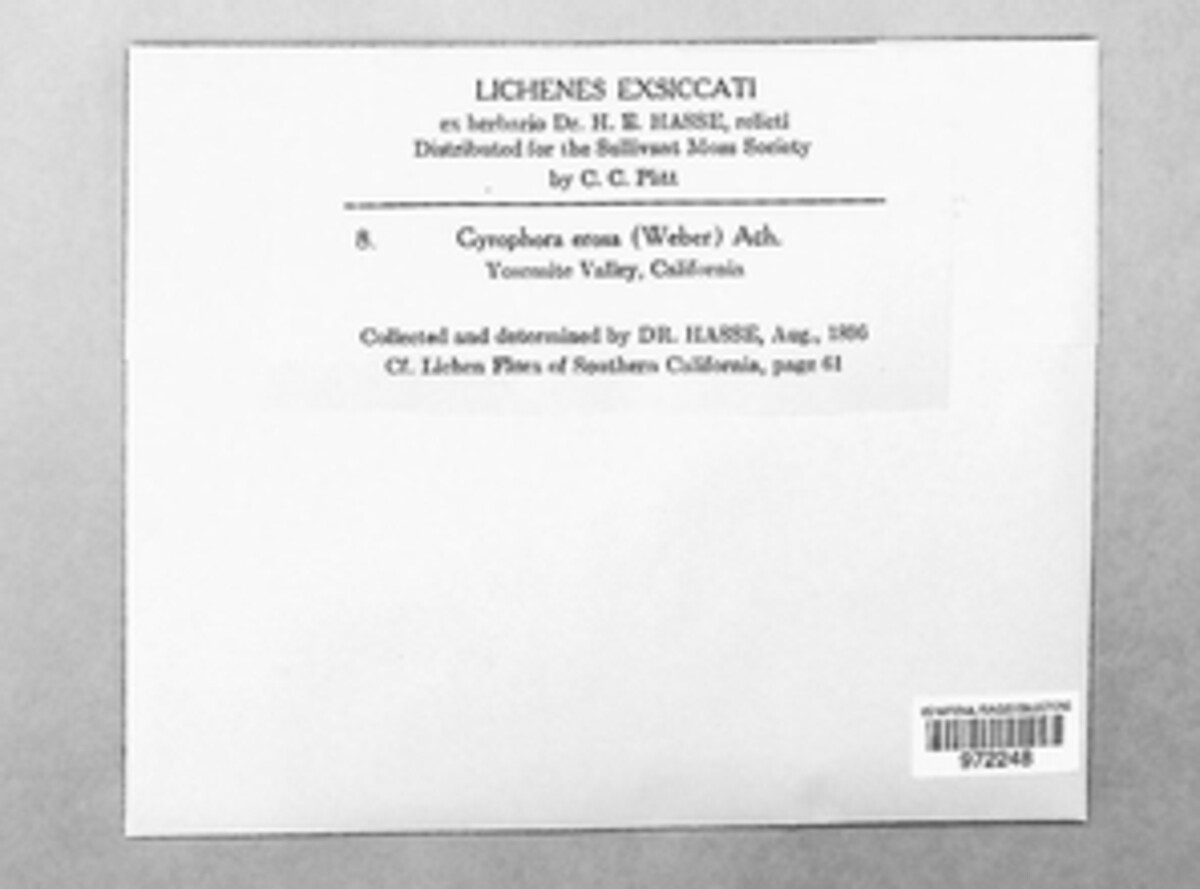 LICHENES EXSICCATI
ex herbario Dr. H. E. HASSE, relicti
Distributed for the Sullivant Moss Society
by C. C. Plitt
8. Gyrophora erosa (Weber) Ach.
Yosemite Valley, California
Collected and determined by DR. HASSE, Aug.,
Cf. Lichen Flora of Southern California, page 61
972248